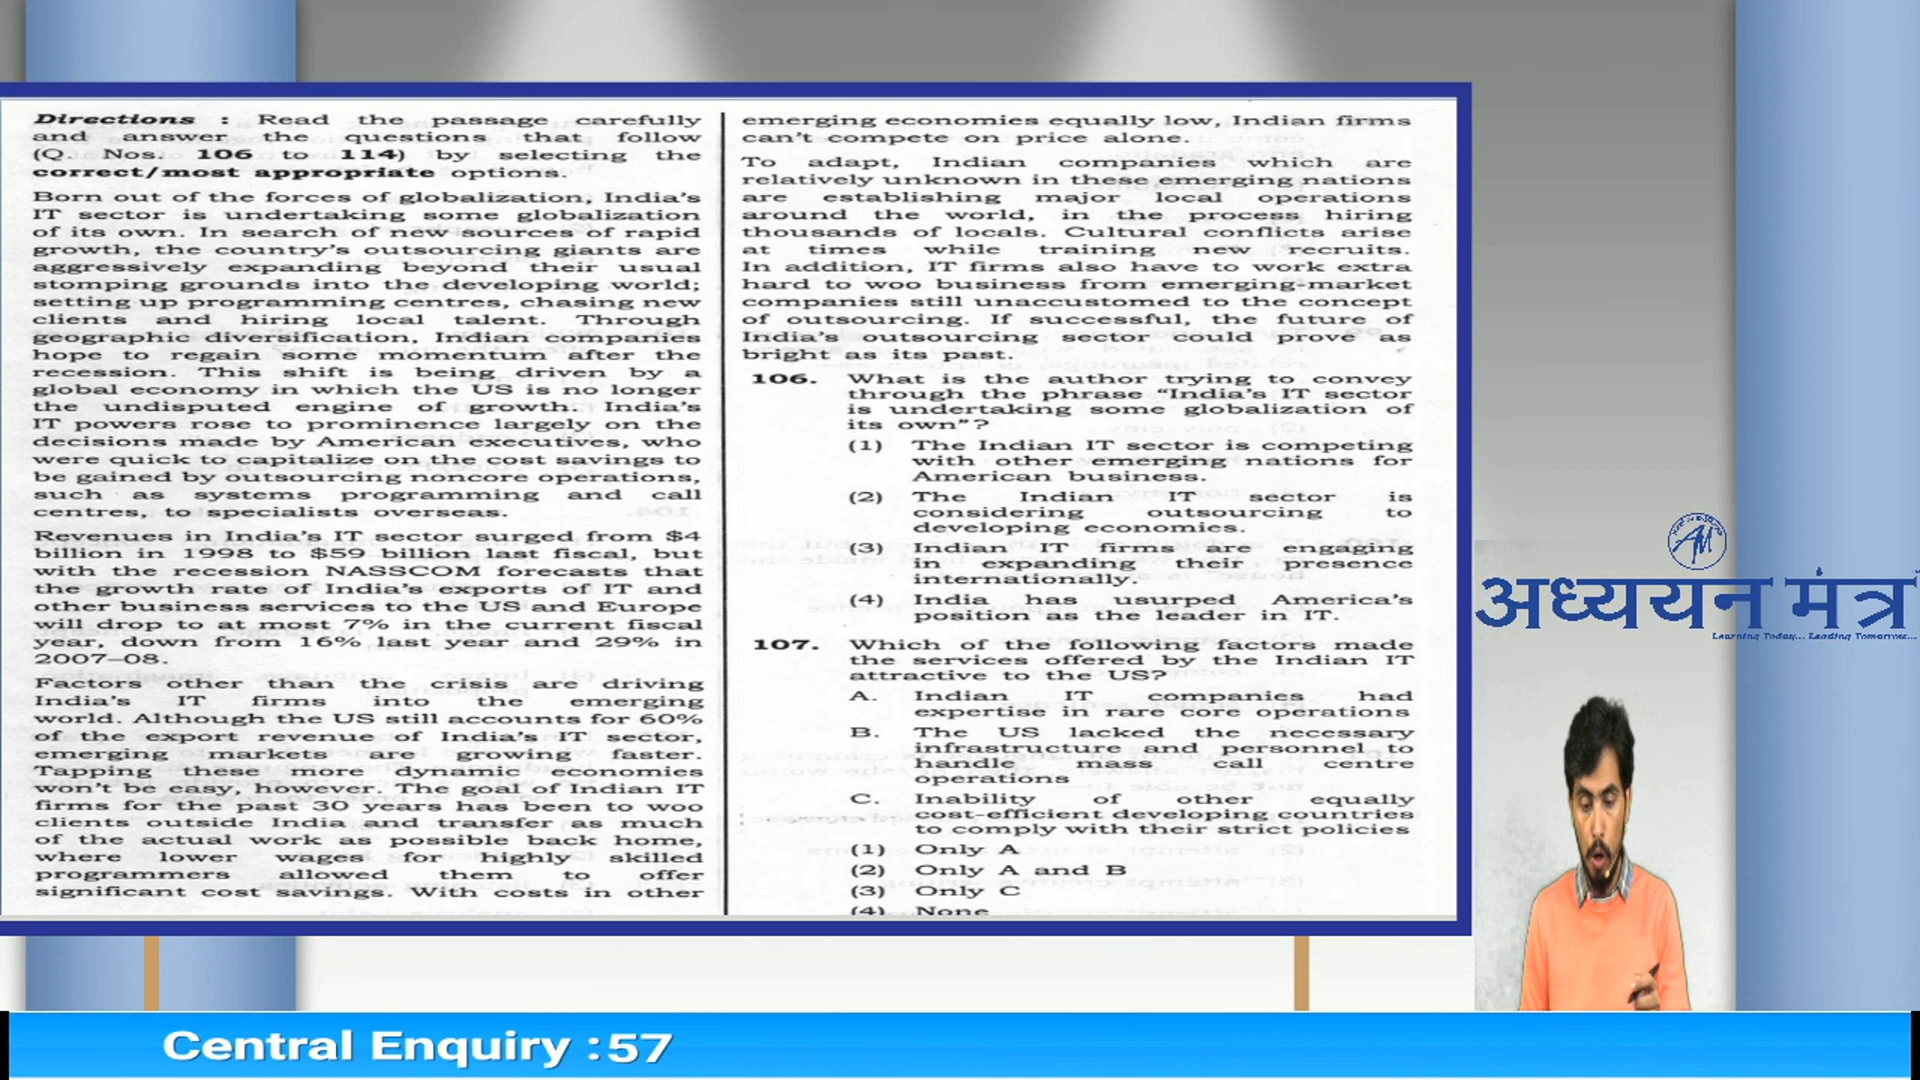 Directions : Read the passage carefully
and answer the questions that follow
(Q. Nos. 106 to 114) by selecting the
correct/most appropriate options.
Born out of the forces of globalization, India's
IT sector is undertaking some globalization
of its own. In search of new sources of rapid
growth, the country's outsourcing giants are
aggressively expanding beyond their usual
stomping grounds into the developing world;
setting up programming centres, chasing new
clients and hiring local talent. Through
geographic diversification, Indian companies
hope to regain some momentum after the
recession. This shift is being driven by a
global economy in which the US is no longer
the undisputed engine of growth. India's
IT powers rose to prominence largely on the
decisions made by American executives, who
were quick to capitalize on the cost savings to
be gained by outsourcing noncore operations,
such as systems programming and call
centres, to specialists overseas.
Revenues in India's IT sector surged from $4
billion in 1998 to $59 billion last fiscal, but
with the recession NASSCOM forecasts that
the growth rate of India's exports of IT and
other business services to the US and Europe
will drop to at most 7% in the current fiscal
year, down from 16% last year and 29% in
2007–08.
Factors other than the crisis are driving
India's IT firms into the emerging
world. Although the US still accounts for 60%
of the export revenue of India's IT sector,
emerging markets are growing faster.
Tapping these more dynamic economies
won't be easy, however. The goal of Indian IT
firms for the past 30 years has been to woo
clients outside India and transfer as much
of the actual work as possible back home,
where lower wages for highly skilled
programmers allowed them to offer
significant cost savings. With costs in other
emerging economies equally low, Indian firms
can't compete on price alone.
To adapt, Indian companies which are
relatively unknown in these emerging nations
are establishing major local operations
around the world, in the process hiring
thousands of locals. Cultural conflicts arise
at times while training new recruits.
In addition, IT firms also have to work extra
hard to woo business from emerging-market
companies still unaccustomed to the concept
of outsourcing. If successful, the future of
India's outsourcing sector could prove as
bright as its past.
106. What is the author trying to convey
through the phrase "India's IT sector
is undertaking some globalization of
its own"?
(1) The Indian IT sector is competing
with other emerging nations for
American business.
(2) The Indian IT sector is
considering outsourcing to
developing economies.
(3) Indian IT firms are engaging
in expanding their presence
internationally.
(4) India has usurped America's
position as the leader in IT.
107. Which of the following factors made
the services offered by the Indian IT
attractive to the US?
A. Indian IT companies had
expertise in rare core operations
B. The US lacked the necessary
infrastructure and personnel to
handle mass call centre
operations
C. Inability of other equally
cost-efficient developing countries
to comply with their strict policies
(1) Only A
(2) Only A and B
(3) Only C
(4) None
AM
अध्ययन मंत्र
Learning Today... Leading Tomorrow...
Central Enquiry : 57